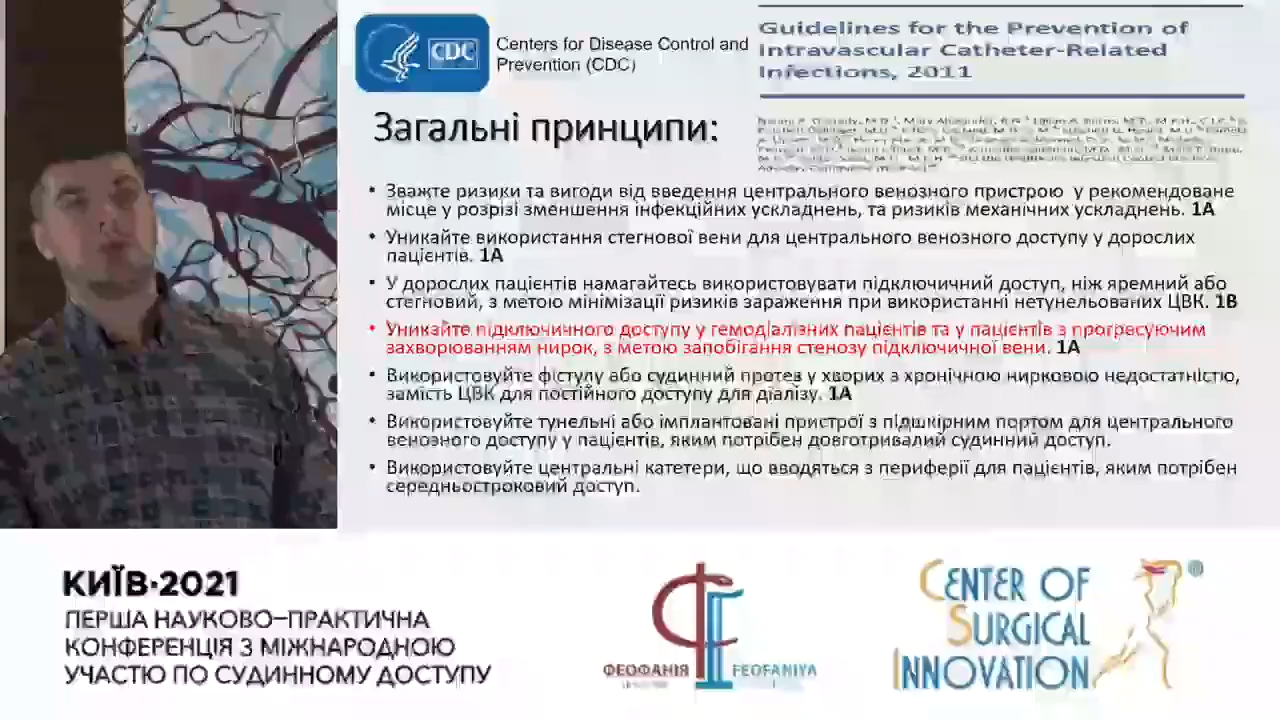 CDC
Centers for Disease Control and
Prevention (CDC)
Guidelines for the Prevention of
Intravascular Catheter-Related
Infections, 2011
Загальні принципи:
• Зважте ризики та вигоди від введення центрального венозного пристрою у рекомендоване
місце у розрізі зменшення інфекційних ускладнень, та ризиків механічних ускладнень. 1A
• Уникайте використання стегнової вени для центрального венозного доступу у дорослих
пацієнтів. 1A
• У дорослих пацієнтів намагайтесь використовувати підключичний доступ, ніж яремний або
стегновий, з метою мінімізації ризиків зараження при використанні нетунельованих ЦВК. 1B
• Уникайте підключичного доступу у гемодіалізних пацієнтів та у пацієнтів з прогресуючим
захворюванням нирок, з метою запобігання стенозу підключичної вени. 1A
• Використовуйте фістулу або судинний протез у хворих з хронічною нирковою недостатністю,
замість ЦВК для постійного доступу для діалізу. 1A
• Використовуйте тунельні або імплантовані пристрої з підшкірним портом для центрального
венозного доступу у пацієнтів, яким потрібен довготривалий судинний доступ.
• Використовуйте центральні катетери, що вводяться з периферії для пацієнтів, яким потрібен
середньостроковий доступ.
КИЇВ·2021
ПЕРША НАУКОВО–ПРАКТИЧНА
КОНФЕРЕНЦІЯ З МІЖНАРОДНОЮ
УЧАСТЮ ПО СУДИННОМУ ДОСТУПУ
ФЕОФАНІЯ FEOFANIYA
CENTER OF
SURGICAL
INNOVATION
®